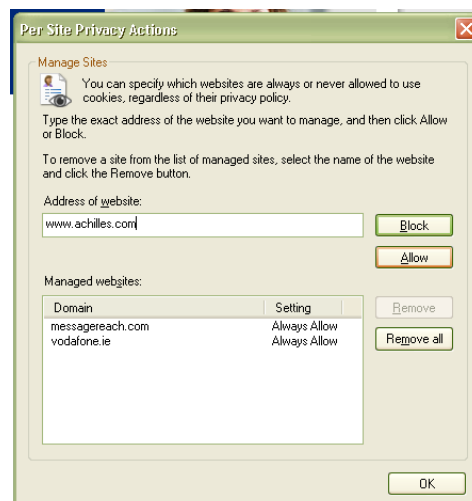 Per Site Privacy Actions
Manage Sites
You can specify which websites are always or never allowed to use
cookies, regardless of their privacy policy.
Type the exact address of the website you want to manage, and then click Allow
or Block.
To remove a site from the list of managed sites, select the name of the website
and click the Remove button.
Address of website:
www.achilles.com
Block
Allow
Managed websites:
Domain Setting
Remove
messagereach.com Always Allow
vodafone.ie Always Allow
Remove all
OK